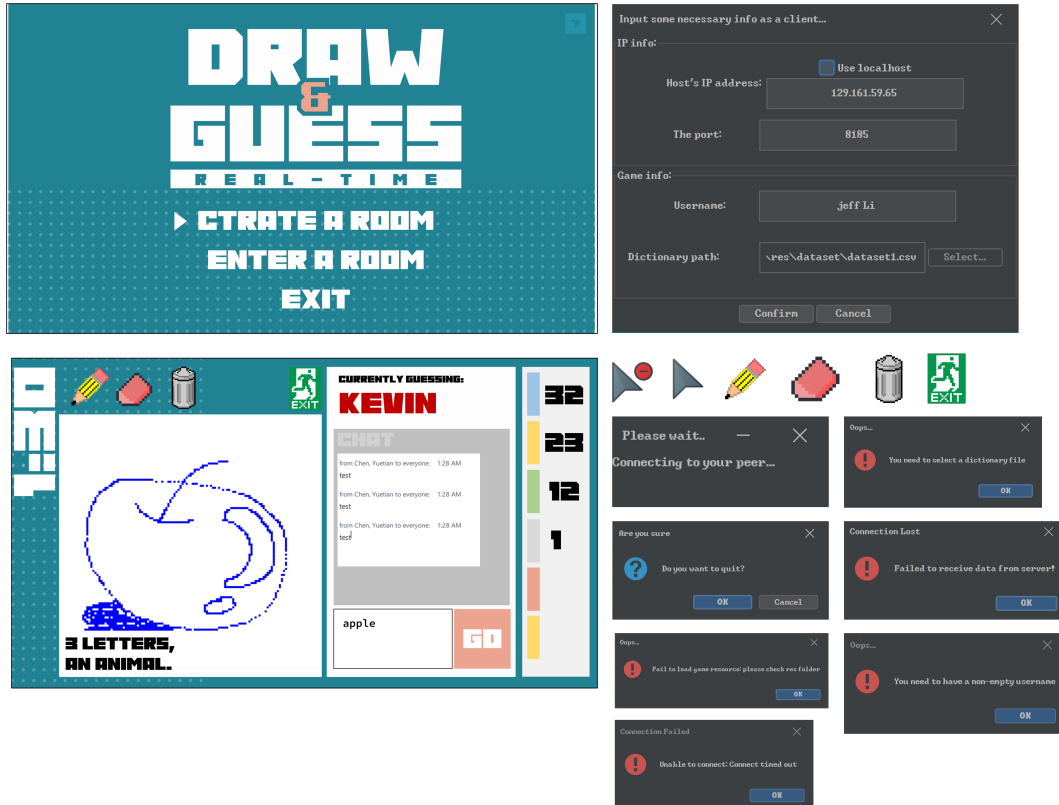 ?
DRAW
&
GUESS
REAL-TIME
CTRATE A ROOM
ENTER A ROOM
EXIT
Input some necessary info as a client...
IP info:
Use localhost
Host's IP address:
129.161.59.65
The port:
8185
Game info:
Username:
jeff Li
Dictionary path:
\res\dataset\dataset1.csv
Select...
Confirm
Cancel
EXIT
3 LETTERS,
AN ANIMAL.
CURRENTLY GUESSING:
KEVIN
CHAT
from Chen, Yuetian to everyone: 1:28 AM
test
from Chen, Yuetian to everyone: 1:28 AM
test
from Chen, Yuetian to everyone: 1:28 AM
test
apple
GO
32
23
12
1
EXIT
Please wait..
Connecting to your peer...
Oops...
You need to select a dictionary file
OK
Are you sure
Do you want to quit?
OK
Cancel
Connection Lost
Failed to receive data from server!
OK
Oops...
Fail to load game resource: please check res folder
OK
Oops...
You need to have a non-empty username
OK
Connection Failed
Unable to connect: Connect timed out
OK